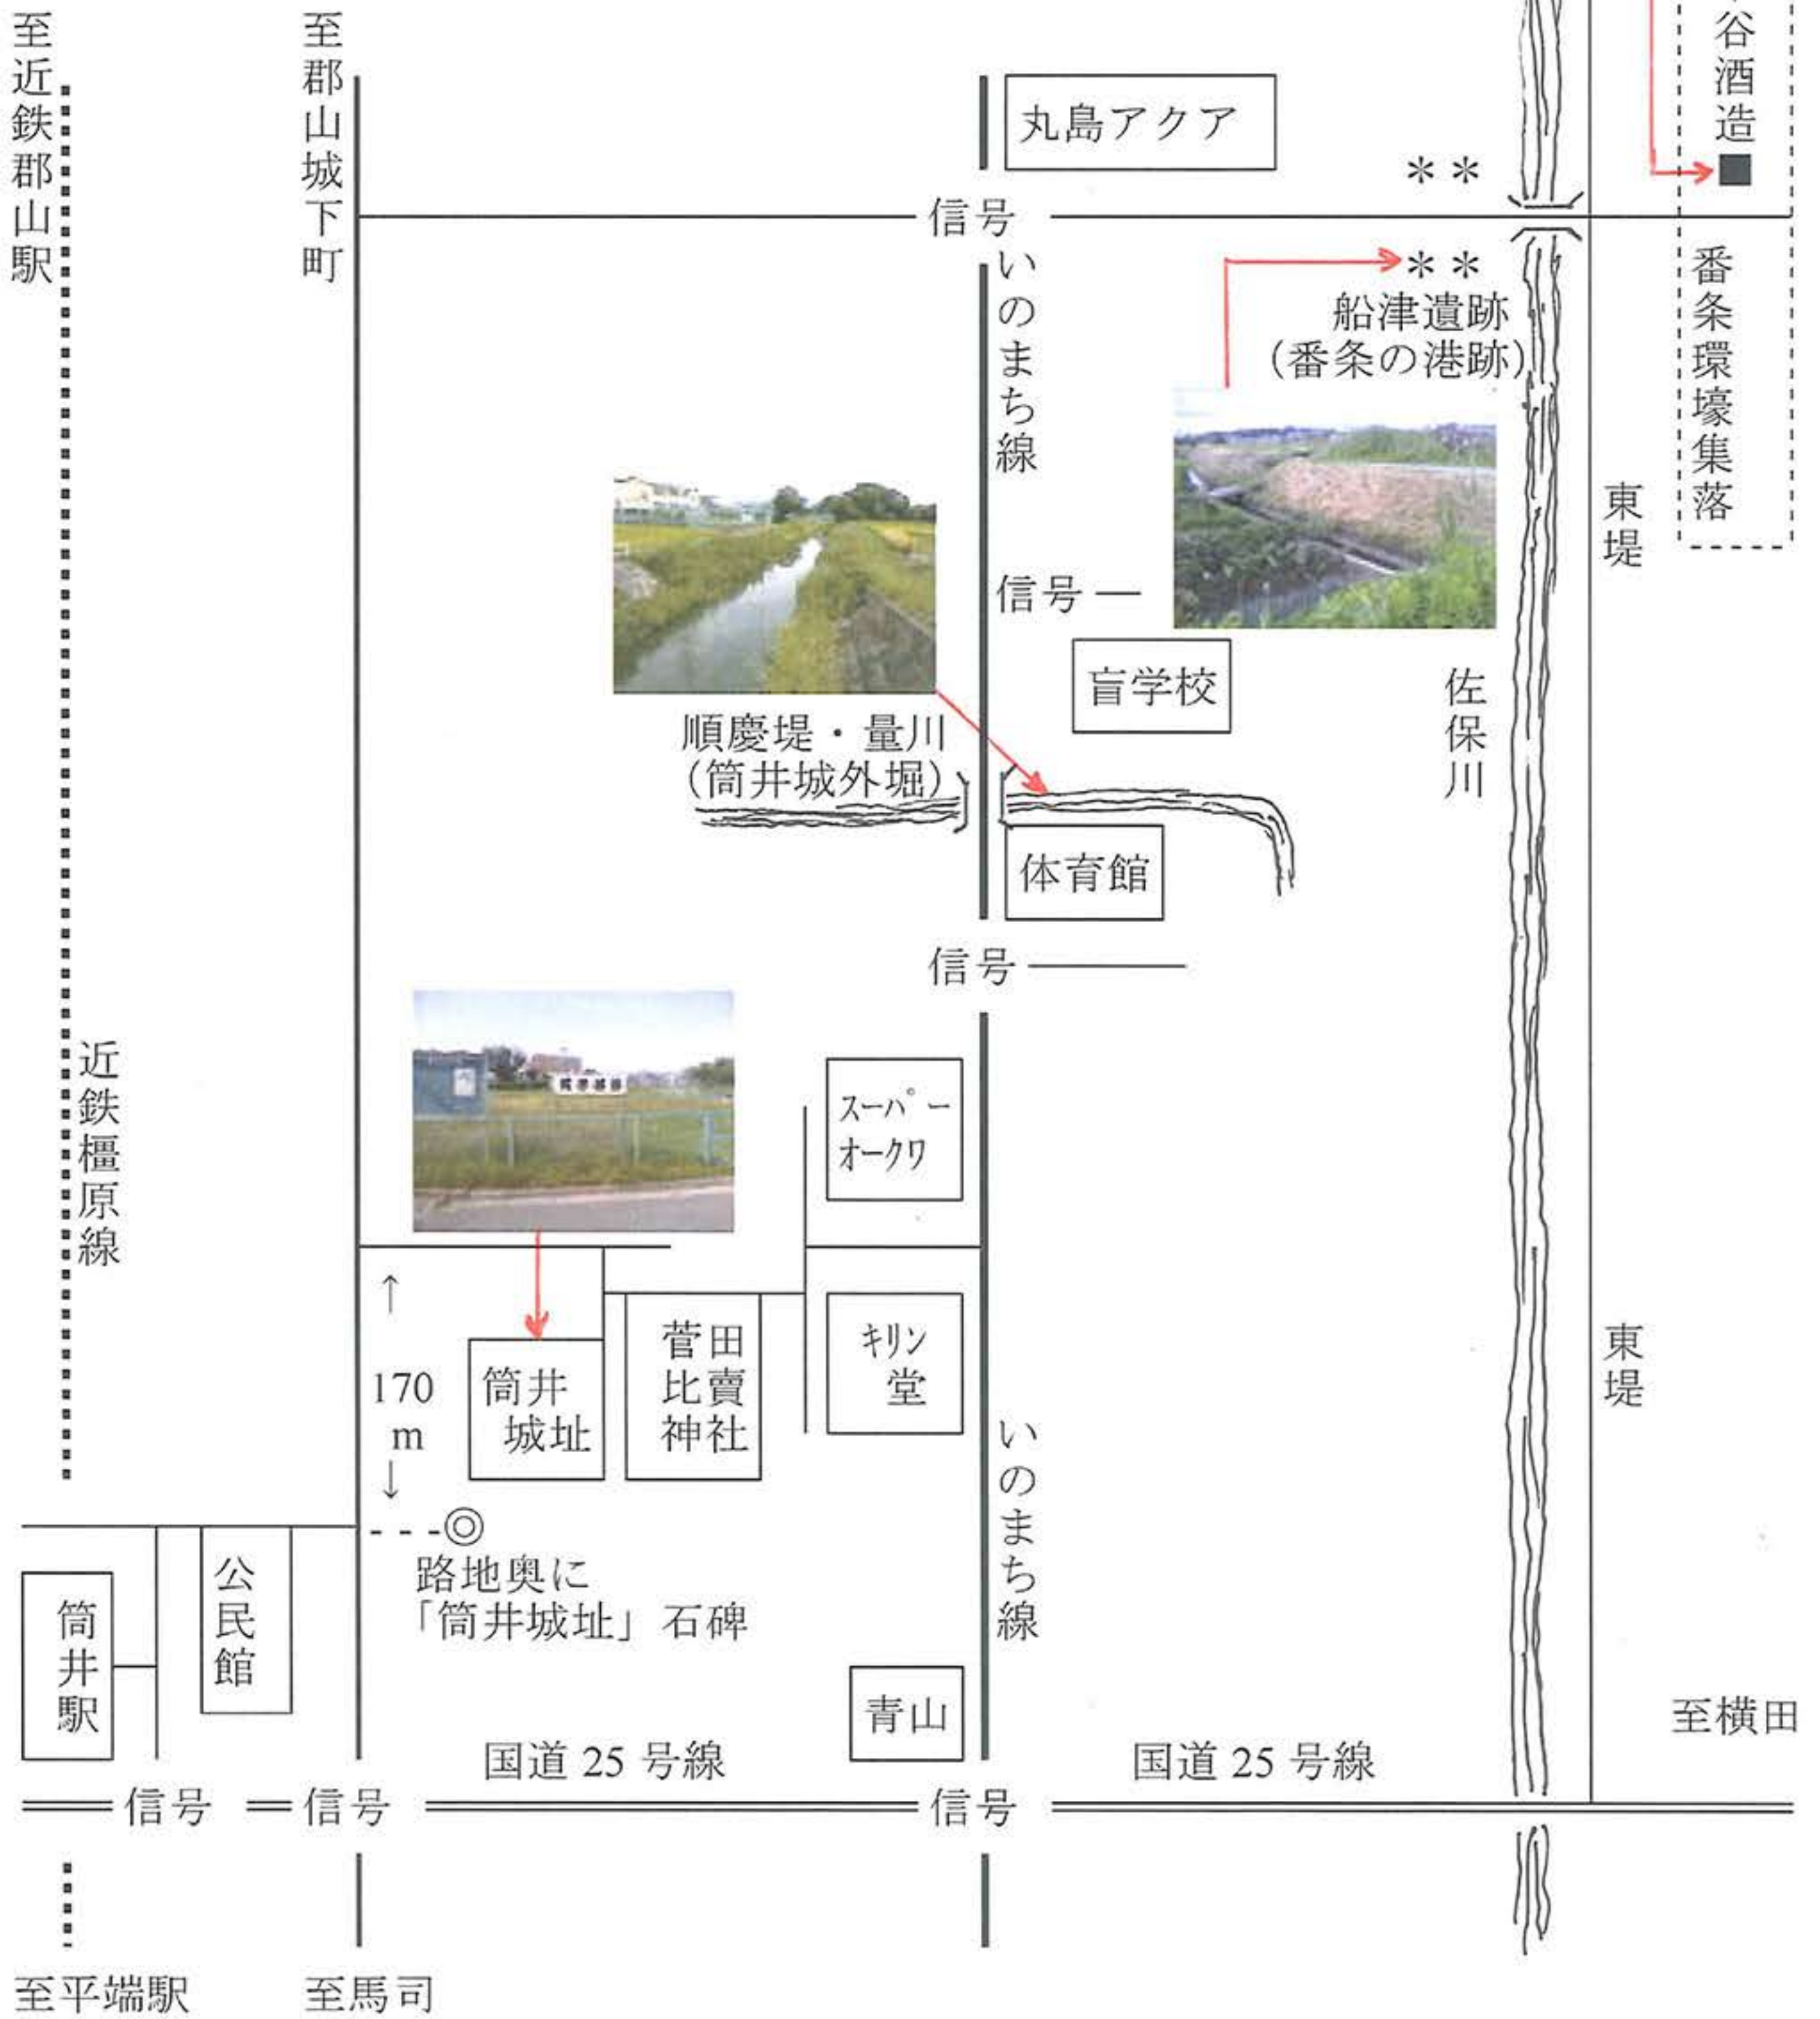 至近鉄郡山駅
至郡山城下町
丸島アクア
谷酒造
＊＊
信号
＊＊
船津遺跡
(番条の港跡)
いのまち線
番条環壕集落
東堤
信号
盲学校
佐保川
順慶堤・量川
(筒井城外堀)
体育館
信号
近鉄橿原線
スーパー
オークワ
↑
170
m
↓
筒井
城址
菅田
比賣
神社
キリン
堂
東堤
いのまち線
◎
路地奥に
「筒井城址」石碑
公民館
筒井駅
青山
至横田
国道 25 号線
国道 25 号線
信号
信号
信号
至平端駅
至馬司